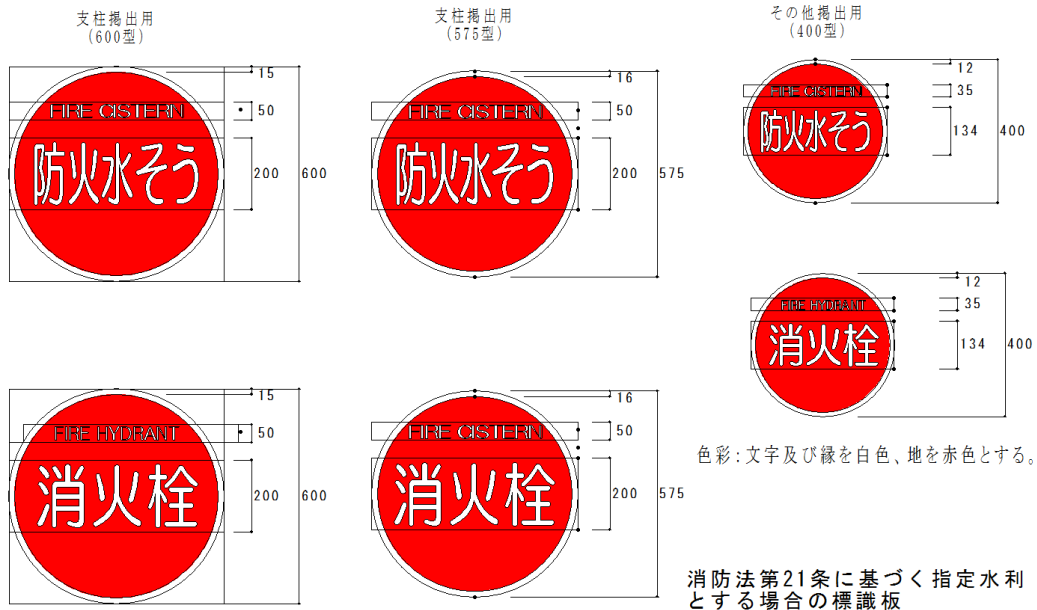 支柱掲出用
(600型)
支柱掲出用
(575型)
その他掲出用
(400型)
15
FIRE CISTERN
50
防火水そう
200
600
16
FIRE CISTERN
50
防火水そう
200
575
12
FIRE CISTERN
35
防火水そう
134
400
15
FIRE HYDRANT
50
消火栓
200
600
16
FIRE CISTERN
50
消火栓
200
575
12
FIRE HYDRANT
35
消火栓
134
400
色彩:文字及び縁を白色、地を赤色とする。
消防法第21条に基づく指定水利
とする場合の標識板